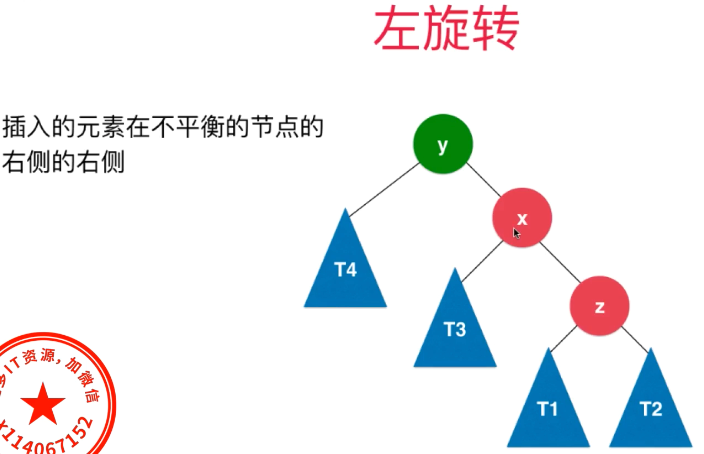 左旋转
插入的元素在不平衡的节点的
右侧的右侧
y
x
T4
T3
z
T1
T2
多IT资源,加微信
x114067152